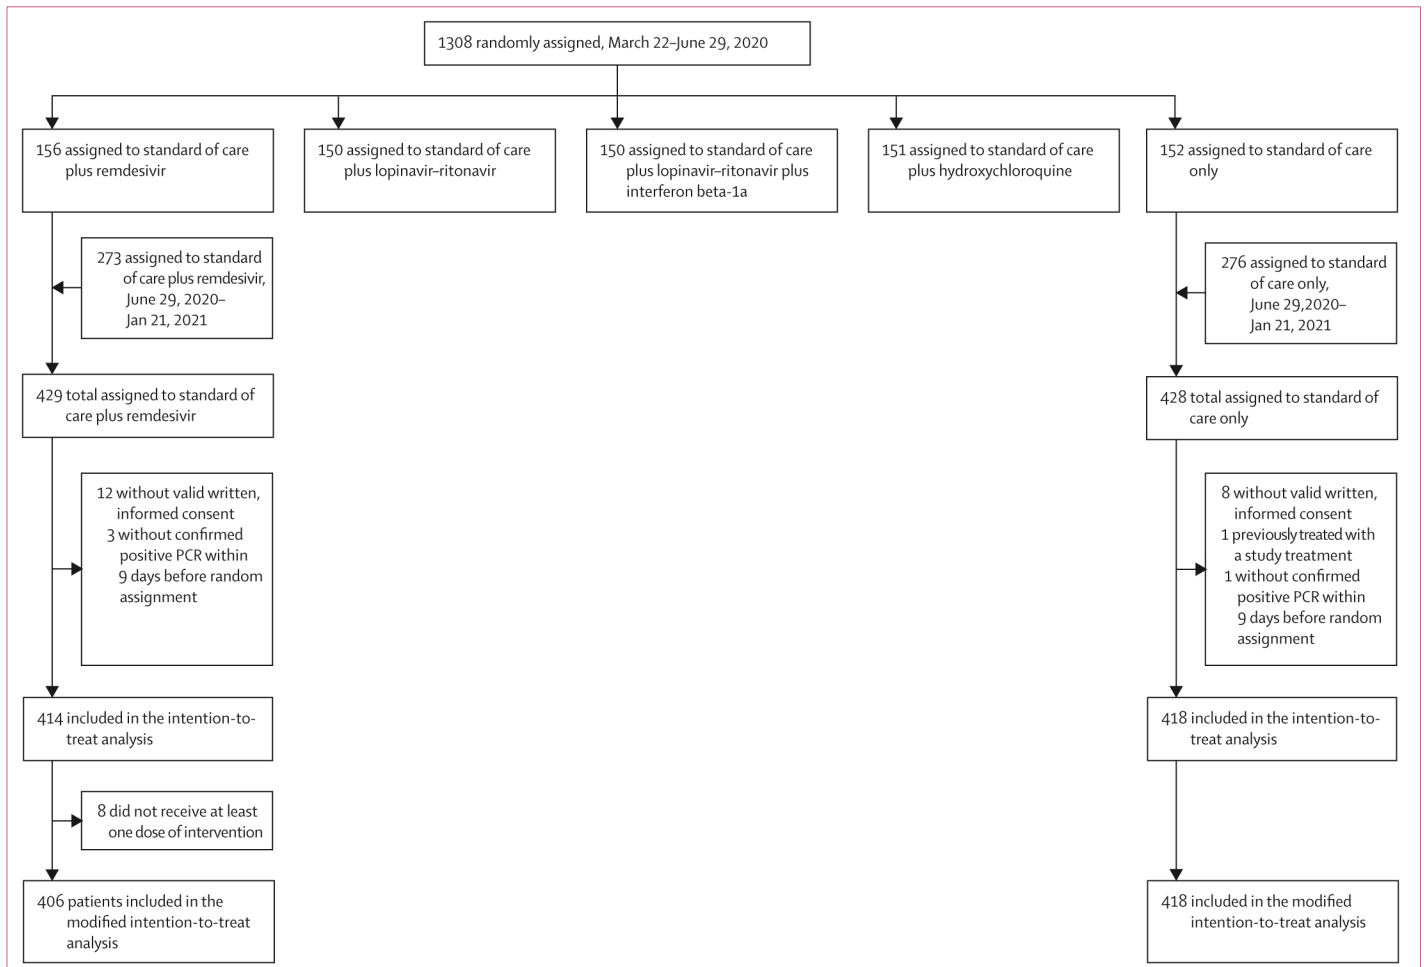 1308 randomly assigned, March 22–June 29, 2020
156 assigned to standard of care
plus remdesivir
150 assigned to standard of care
plus lopinavir–ritonavir
150 assigned to standard of care
plus lopinavir–ritonavir plus
interferon beta-1a
151 assigned to standard of care
plus hydroxychloroquine
152 assigned to standard of care
only
273 assigned to standard
of care plus remdesivir,
June 29, 2020–
Jan 21, 2021
276 assigned to standard
of care only,
June 29,2020–
Jan 21, 2021
429 total assigned to standard of
care plus remdesivir
428 total assigned to standard of
care only
12 without valid written,
informed consent
3 without confirmed
positive PCR within
9 days before random
assignment
8 without valid written,
informed consent
1 previously treated with
a study treatment
1 without confirmed
positive PCR within
9 days before random
assignment
414 included in the intention-to-
treat analysis
418 included in the intention-to-
treat analysis
8 did not receive at least
one dose of intervention
406 patients included in the
modified intention-to-treat
analysis
418 included in the modified
intention-to-treat analysis